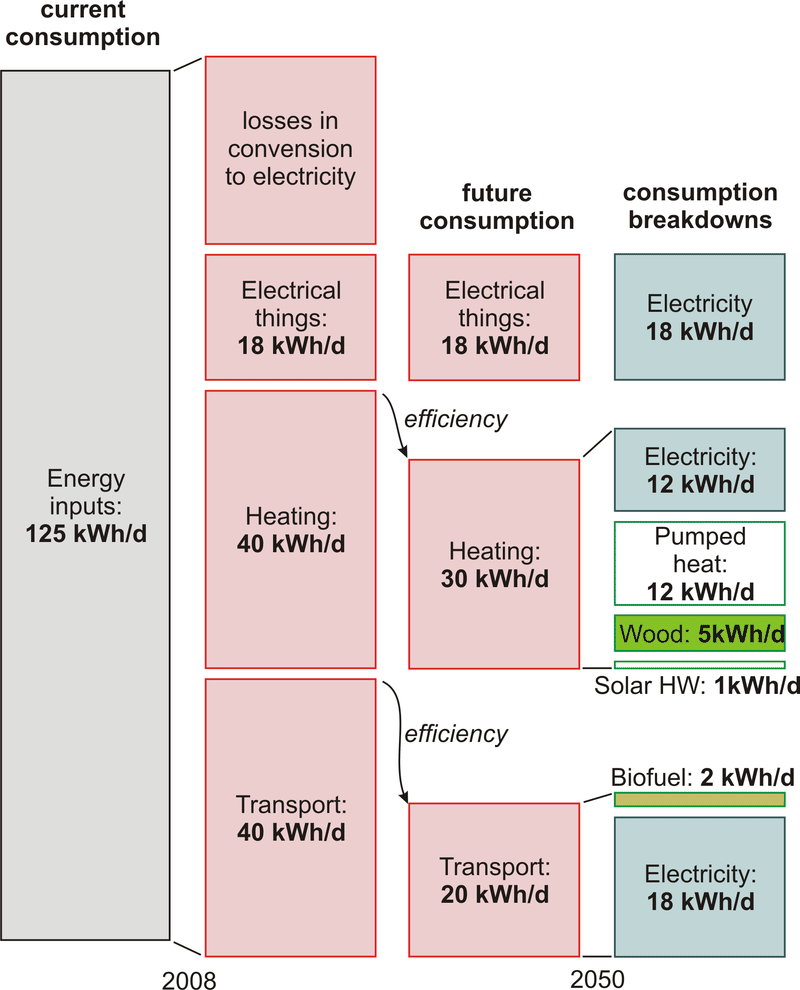 current
consumption
losses in
convension
to electricity
future
consumption
consumption
breakdowns
Electrical
things:
18 kWh/d
Electrical
things:
18 kWh/d
Electricity
18 kWh/d
efficiency
Energy
inputs:
125 kWh/d
Heating:
40 kWh/d
Heating:
30 kWh/d
Electricity:
12 kWh/d
Pumped
heat:
12 kWh/d
Wood: 5kWh/d
Solar HW: 1kWh/d
efficiency
Transport:
40 kWh/d
Transport:
20 kWh/d
Biofuel: 2 kWh/d
Electricity:
18 kWh/d
2008
2050